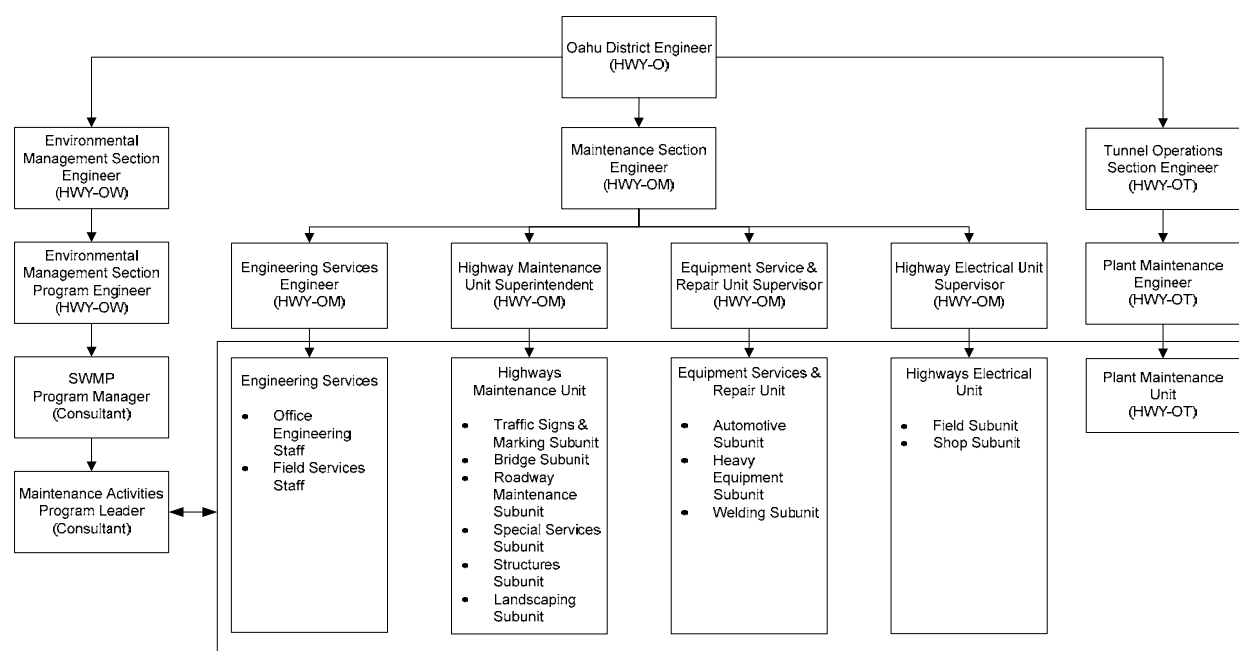 Oahu District Engineer
(HWY-O)
Environmental
Management Section
Engineer
(HWY-OW)
Maintenance Section
Engineer
(HWY-OM)
Tunnel Operations
Section Engineer
(HWY-OT)
Environmental
Management Section
Program Engineer
(HWY-OW)
Engineering Services
Engineer
(HWY-OM)
Highway Maintenance
Unit Superintendent
(HWY-OM)
Equipment Service &
Repair Unit Supervisor
(HWY-OM)
Highway Electrical Unit
Supervisor
(HWY-OM)
Plant Maintenance
Engineer
(HWY-OT)
SWMP
Program Manager
(Consultant)
Engineering Services
• Office
Engineering
Staff
• Field Services
Staff
Highways
Maintenance Unit
• Traffic Signs &
Marking Subunit
• Bridge Subunit
• Roadway
Maintenance
Subunit
• Special Services
Subunit
• Structures
Subunit
• Landscaping
Subunit
Equipment Services &
Repair Unit
• Automotive
Subunit
• Heavy
Equipment
Subunit
• Welding Subunit
Highways Electrical
Unit
• Field Subunit
• Shop Subunit
Plant Maintenance
Unit
(HWY-OT)
Maintenance Activities
Program Leader
(Consultant)